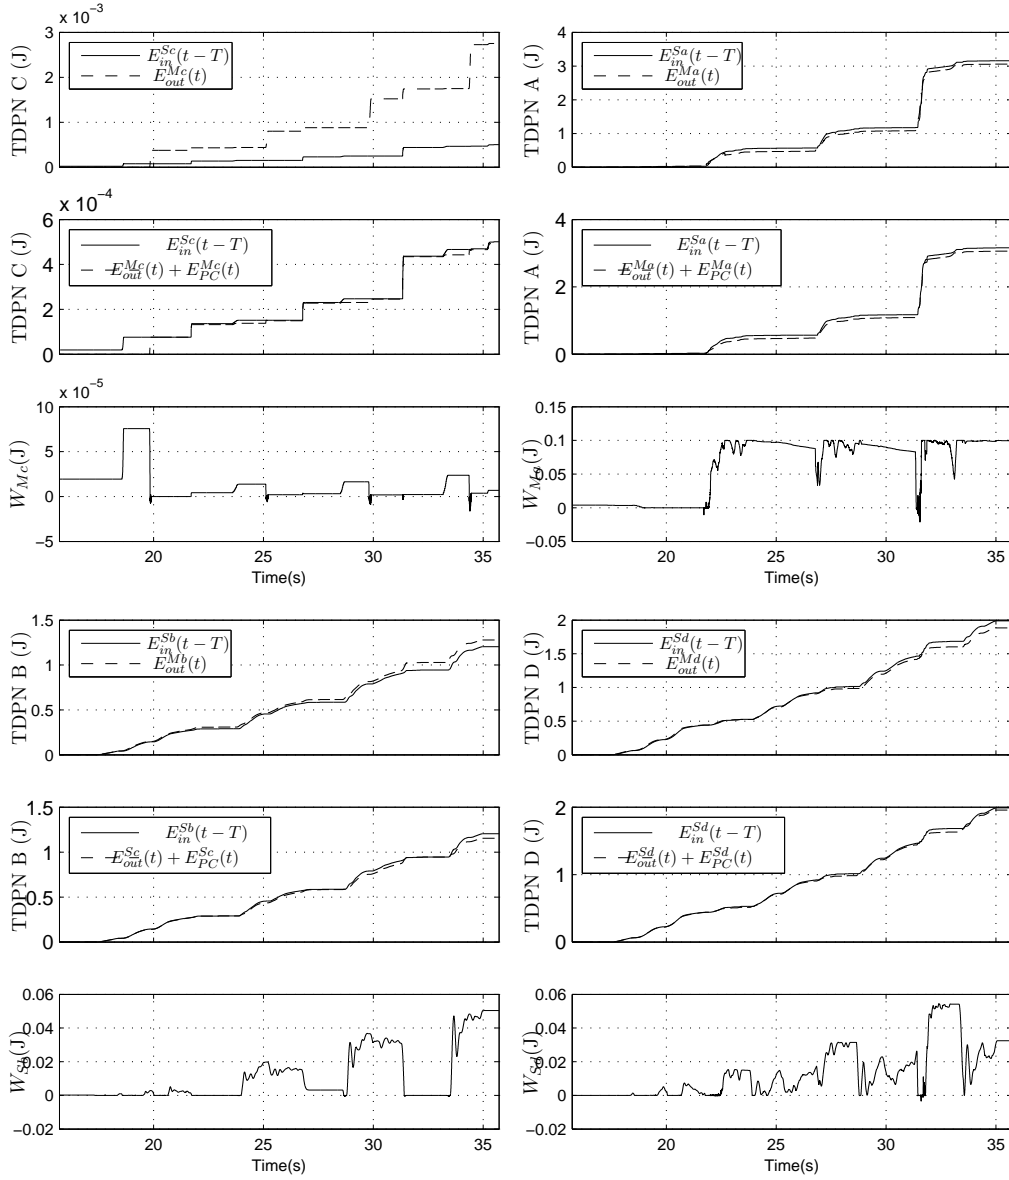 x 10^-3
3
2
1
0
TDPN C (J)
E_in^Sc(t − T)
E_out^Mc(t)
4
3
2
1
0
TDPN A (J)
E_in^Sa(t − T)
E_out^Ma(t)
x 10^-4
6
4
2
0
TDPN C (J)
E_in^Sc(t − T)
E_out^Mc(t) + E_PC^Mc(t)
4
2
0
TDPN A (J)
E_in^Sa(t − T)
E_out^Ma(t) + E_PC^Ma(t)
x 10^-5
10
5
0
−5
W_Mc(J)
20 25 30 35
Time(s)
0.15
0.1
0.05
0
−0.05
W_Ma(J)
20 25 30 35
Time(s)
1.5
1
0.5
0
TDPN B (J)
E_in^Sb(t − T)
E_out^Mb(t)
2
1.5
1
0.5
0
TDPN D (J)
E_in^Sd(t − T)
E_out^Md(t)
1.5
1
0.5
0
TDPN B (J)
E_in^Sb(t − T)
E_out^Sc(t) + E_PC^Sc(t)
2
1
0
TDPN D (J)
E_in^Sd(t − T)
E_out^Sd(t) + E_PC^Sd(t)
0.06
0.04
0.02
0
−0.02
W_Sb(J)
20 25 30 35
Time(s)
0.06
0.04
0.02
0
−0.02
W_Sd(J)
20 25 30 35
Time(s)